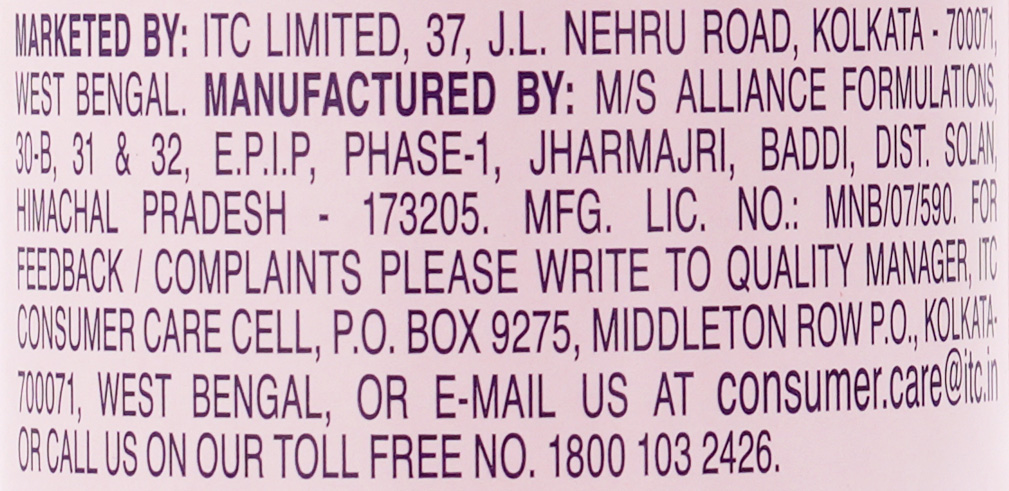 MARKETED BY: ITC LIMITED, 37, J.L. NEHRU ROAD, KOLKATA - 700071,
WEST BENGAL. MANUFACTURED BY: M/S ALLIANCE FORMULATIONS,
30-B, 31 & 32, E.P.I.P, PHASE-1, JHARMAJRI, BADDI, DIST. SOLAN,
HIMACHAL PRADESH - 173205. MFG. LIC. NO.: MNB/07/590. FOR
FEEDBACK / COMPLAINTS PLEASE WRITE TO QUALITY MANAGER, ITC
CONSUMER CARE CELL, P.O. BOX 9275, MIDDLETON ROW P.O., KOLKATA-
700071, WEST BENGAL, OR E-MAIL US AT consumer.care@itc.in
OR CALL US ON OUR TOLL FREE NO. 1800 103 2426.